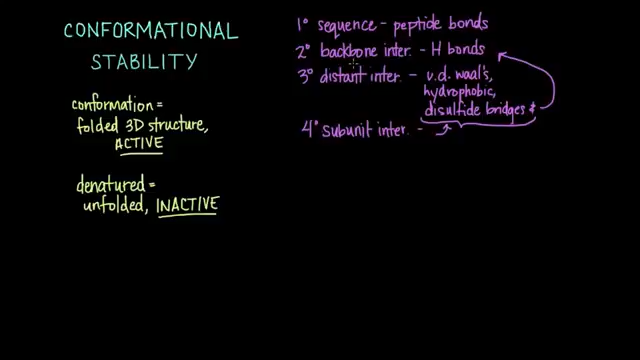 CONFORMATIONAL
STABILITY
conformation =
folded 3D structure,
ACTIVE
denatured =
unfolded, INACTIVE
1° sequence - peptide bonds
2° backbone inter. - H bonds
3° distant inter. - v.d. waal's,
hydrophobic,
disulfide bridges &
4° subunit inter. -